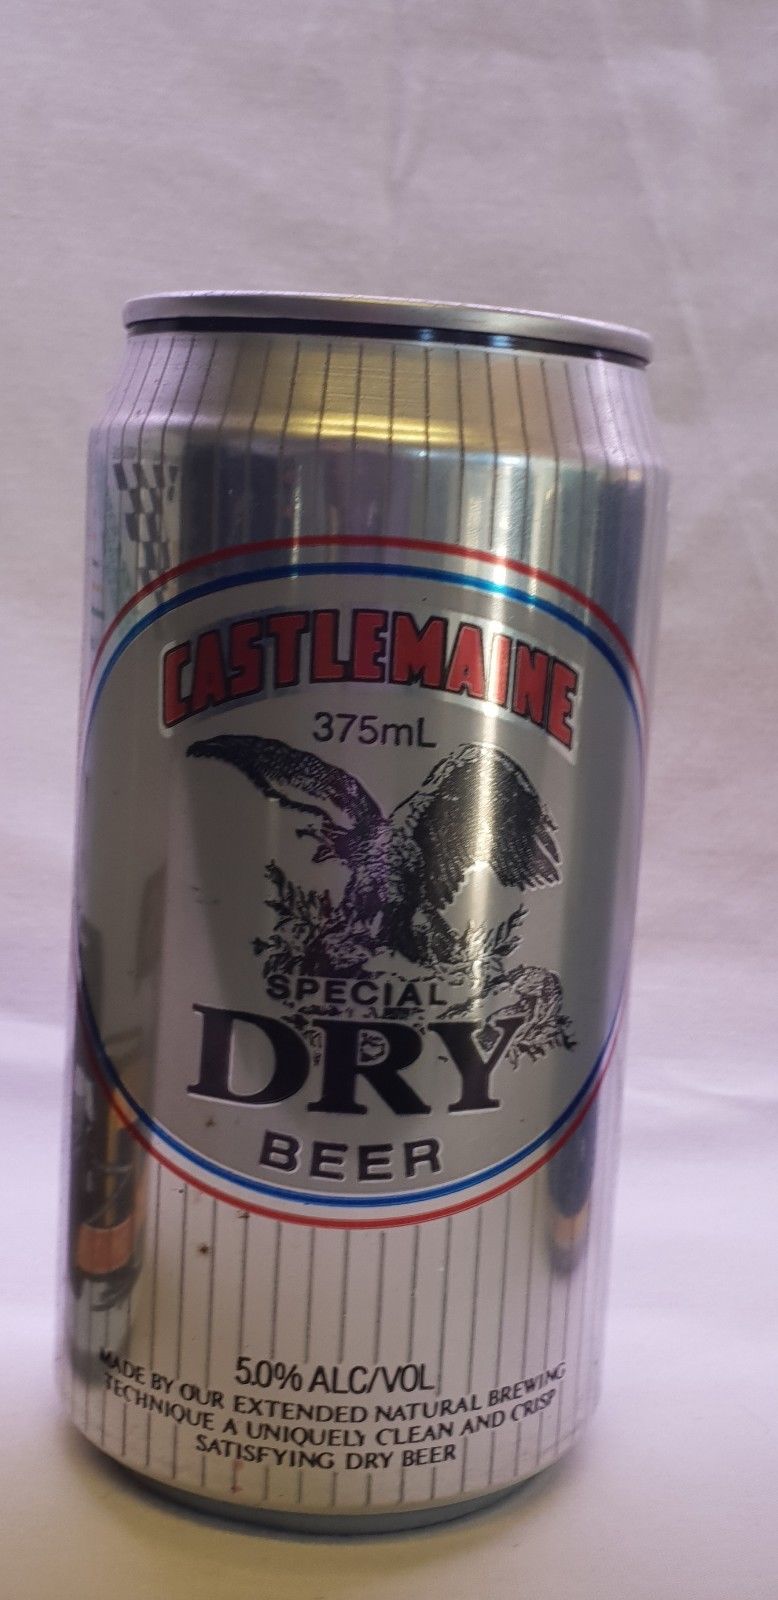 CASTLEMAINE
375mL
SPECIAL
DRY
BEER
5.0% ALC/VOL
MADE BY OUR EXTENDED NATURAL BREWING
TECHNIQUE A UNIQUELY CLEAN AND CRISP
SATISFYING DRY BEER